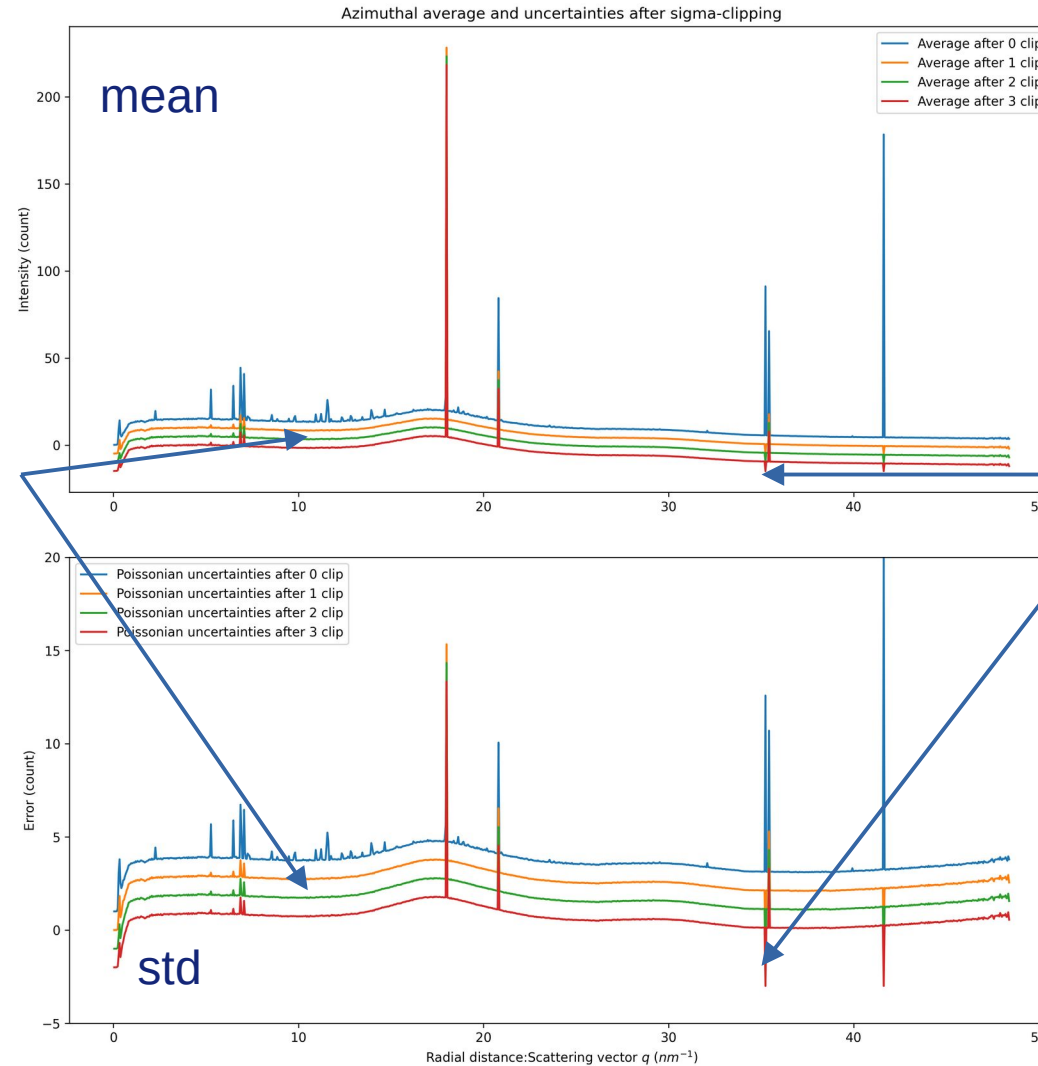 Azimuthal average and uncertainties after sigma-clipping
mean
Average after 0 clip
Average after 1 clip
Average after 2 clip
Average after 3 clip
Intensity (count)
200
150
100
50
0
0 10 20 30 40 5
Poissonian uncertainties after 0 clip
Poissonian uncertainties after 1 clip
Poissonian uncertainties after 2 clip
Poissonian uncertainties after 3 clip
std
Error (count)
20
15
10
5
0
−5
0 10 20 30 40 5
Radial distance:Scattering vector q (nm⁻¹)